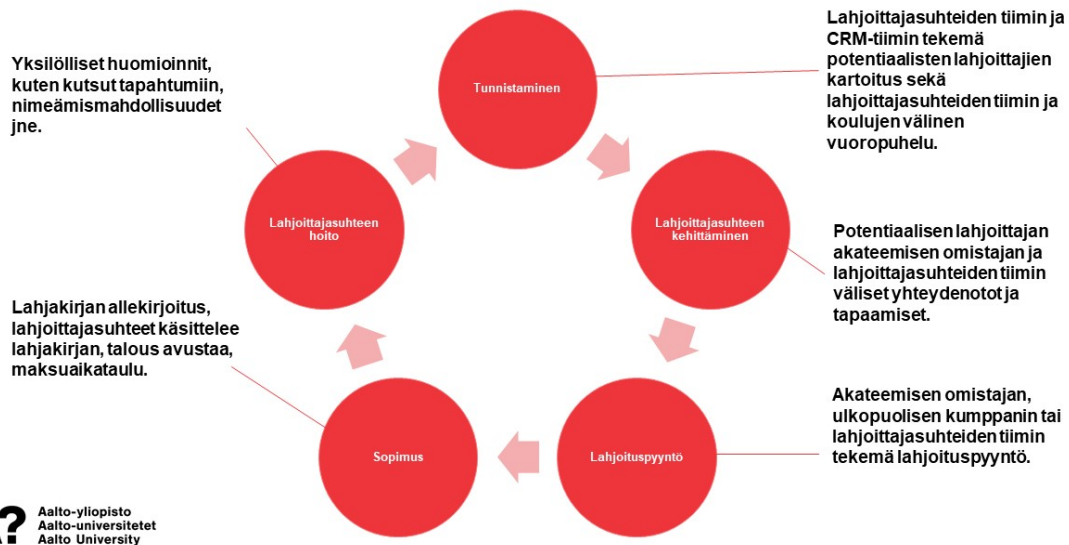 Lahjoittajasuhteiden tiimin ja
CRM-tiimin tekemä
potentiaalisten lahjoittajien
kartoitus sekä
lahjoittajasuhteiden tiimin ja
koulujen välinen
vuoropuhelu.
Yksilölliset huomioinnit,
kuten kutsut tapahtumiin,
nimeämismahdollisuudet
jne.
Tunnistaminen
Lahjoittajasuhteen
hoito
Lahjoittajasuhteen
kehittäminen
Potentiaalisen lahjoittajan
akateemisen omistajan ja
lahjoittajasuhteiden tiimin
väliset yhteydenotot ja
tapaamiset.
Lahjakirjan allekirjoitus,
lahjoittajasuhteet käsittelee
lahjakirjan, talous avustaa,
maksuaikataulu.
Akateemisen omistajan,
ulkopuolisen kumppanin tai
lahjoittajasuhteiden tiimin
tekemä lahjoituspyyntö.
Sopimus
Lahjoituspyyntö
A?
Aalto-yliopisto
Aalto-universitetet
Aalto University